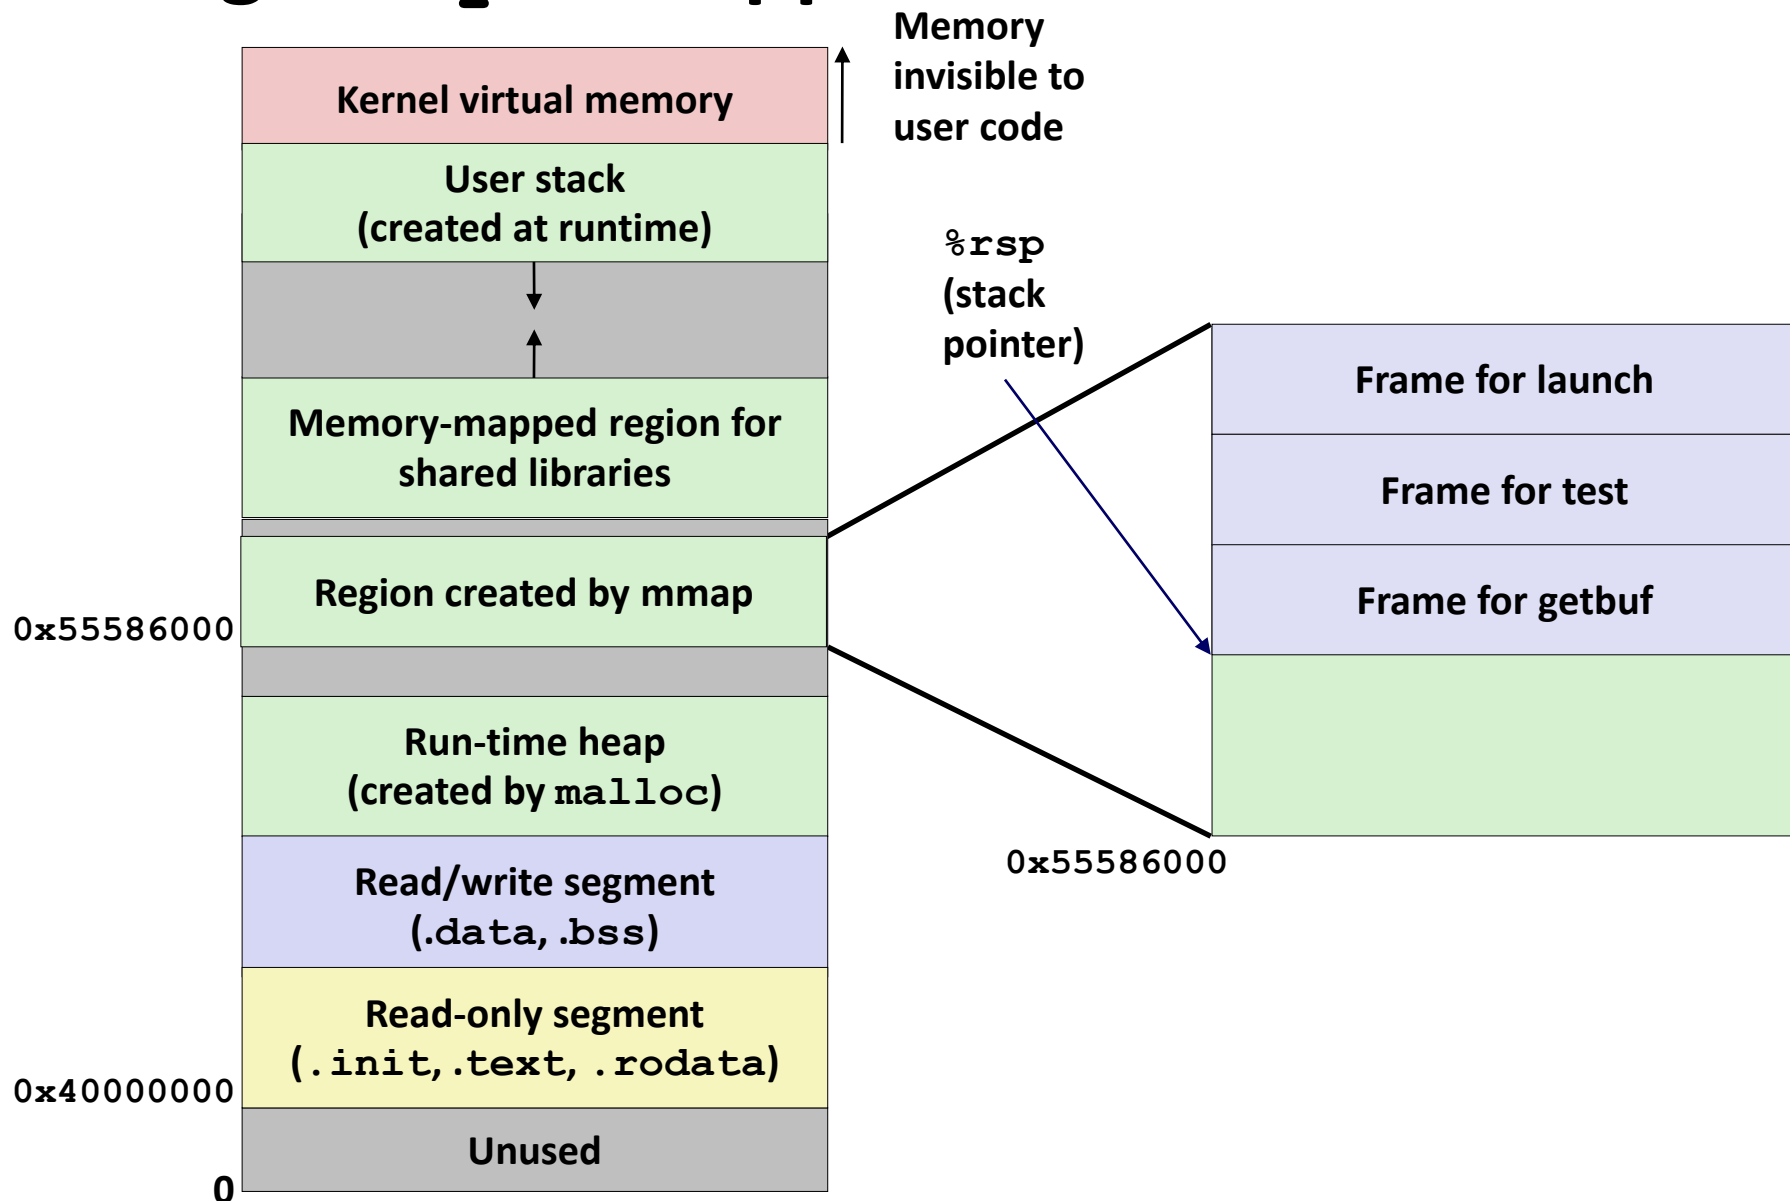 Memory
invisible to
user code
Kernel virtual memory
User stack
(created at runtime)
%rsp
(stack
pointer)
Memory-mapped region for
shared libraries
Region created by mmap
0x55586000
Frame for launch
Frame for test
Frame for getbuf
0x55586000
Run-time heap
(created by malloc)
Read/write segment
(.data, .bss)
Read-only segment
(.init, .text, .rodata)
0x40000000
Unused
0